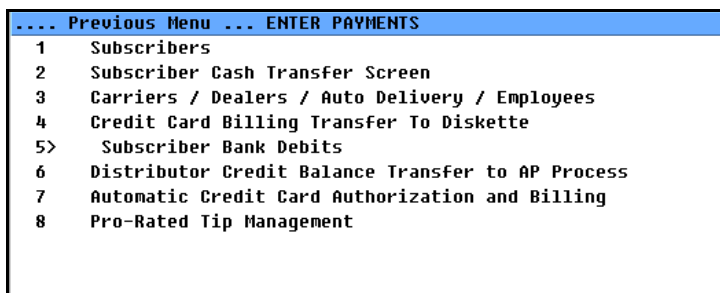 .... Previous Menu ... ENTER PAYMENTS
1 Subscribers
2 Subscriber Cash Transfer Screen
3 Carriers / Dealers / Auto Delivery / Employees
4 Credit Card Billing Transfer To Diskette
5> Subscriber Bank Debits
6 Distributor Credit Balance Transfer to AP Process
7 Automatic Credit Card Authorization and Billing
8 Pro-Rated Tip Management